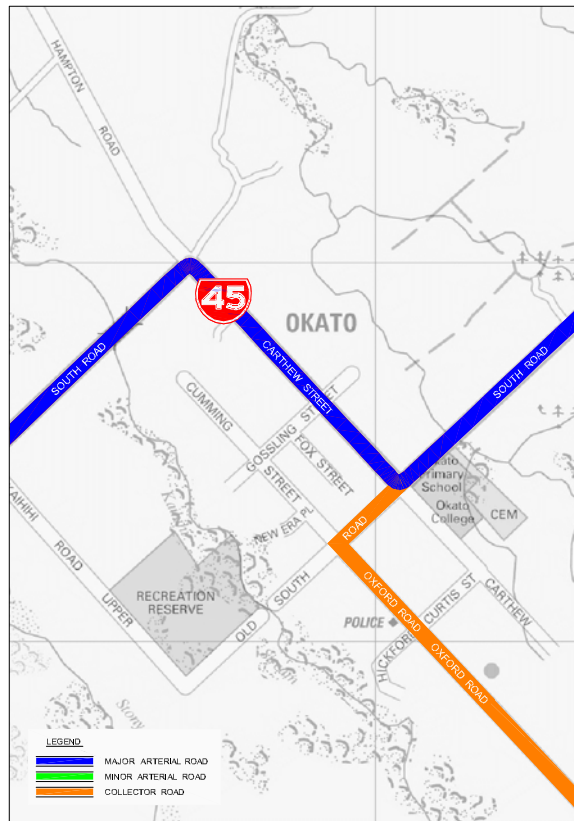 HAMPTON
ROAD
45
OKATO
SOUTH ROAD
CARTHEW STREET
SOUTH ROAD
CUMMING
STREET
GOSSLING STREET
FOX STREET
Okato
Primary
School
Okato
College
CEM
ROAD
NEW ERA PL
ROAD
UPPER
RECREATION
RESERVE
OLD
SOUTH
OXFORD ROAD
CURTIS ST
CARTHEW
POLICE
HICKFORD
OXFORD ROAD
Stony
LEGEND
MAJOR ARTERIAL ROAD
MINOR ARTERIAL ROAD
COLLECTOR ROAD